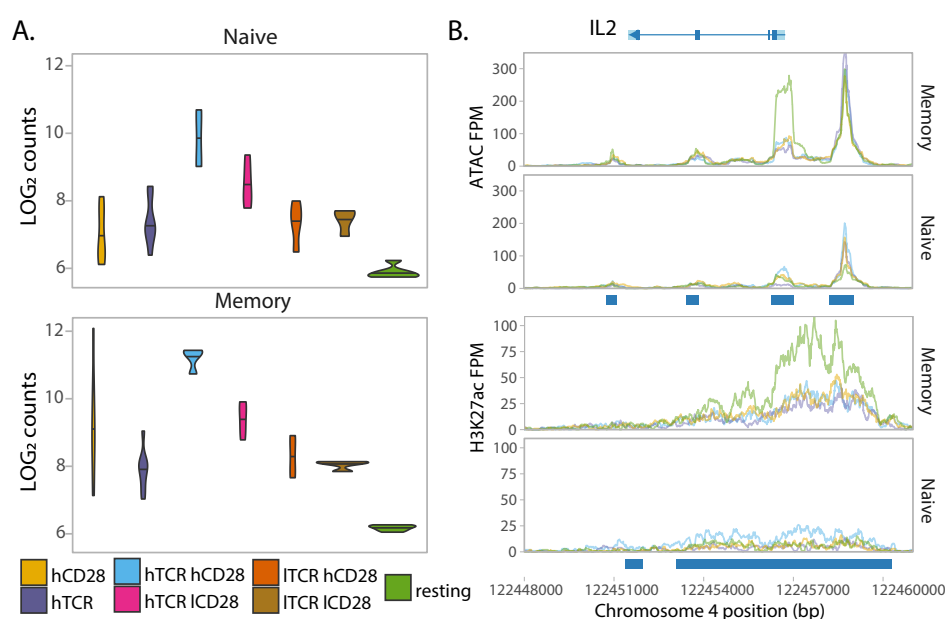 A.
Naive
LOG₂ counts
12
10
8
6
Memory
LOG₂ counts
12
10
8
6
hCD28
hTCR hCD28
lTCR hCD28
resting
hTCR
hTCR lCD28
lTCR lCD28
B.
IL2
ATAC FPM
300
200
100
0
Memory
300
200
100
0
Naive
H3K27ac FPM
100
75
50
25
0
Memory
100
75
50
25
0
Naive
122448000 122451000 122454000 122457000 122460000
Chromosome 4 position (bp)